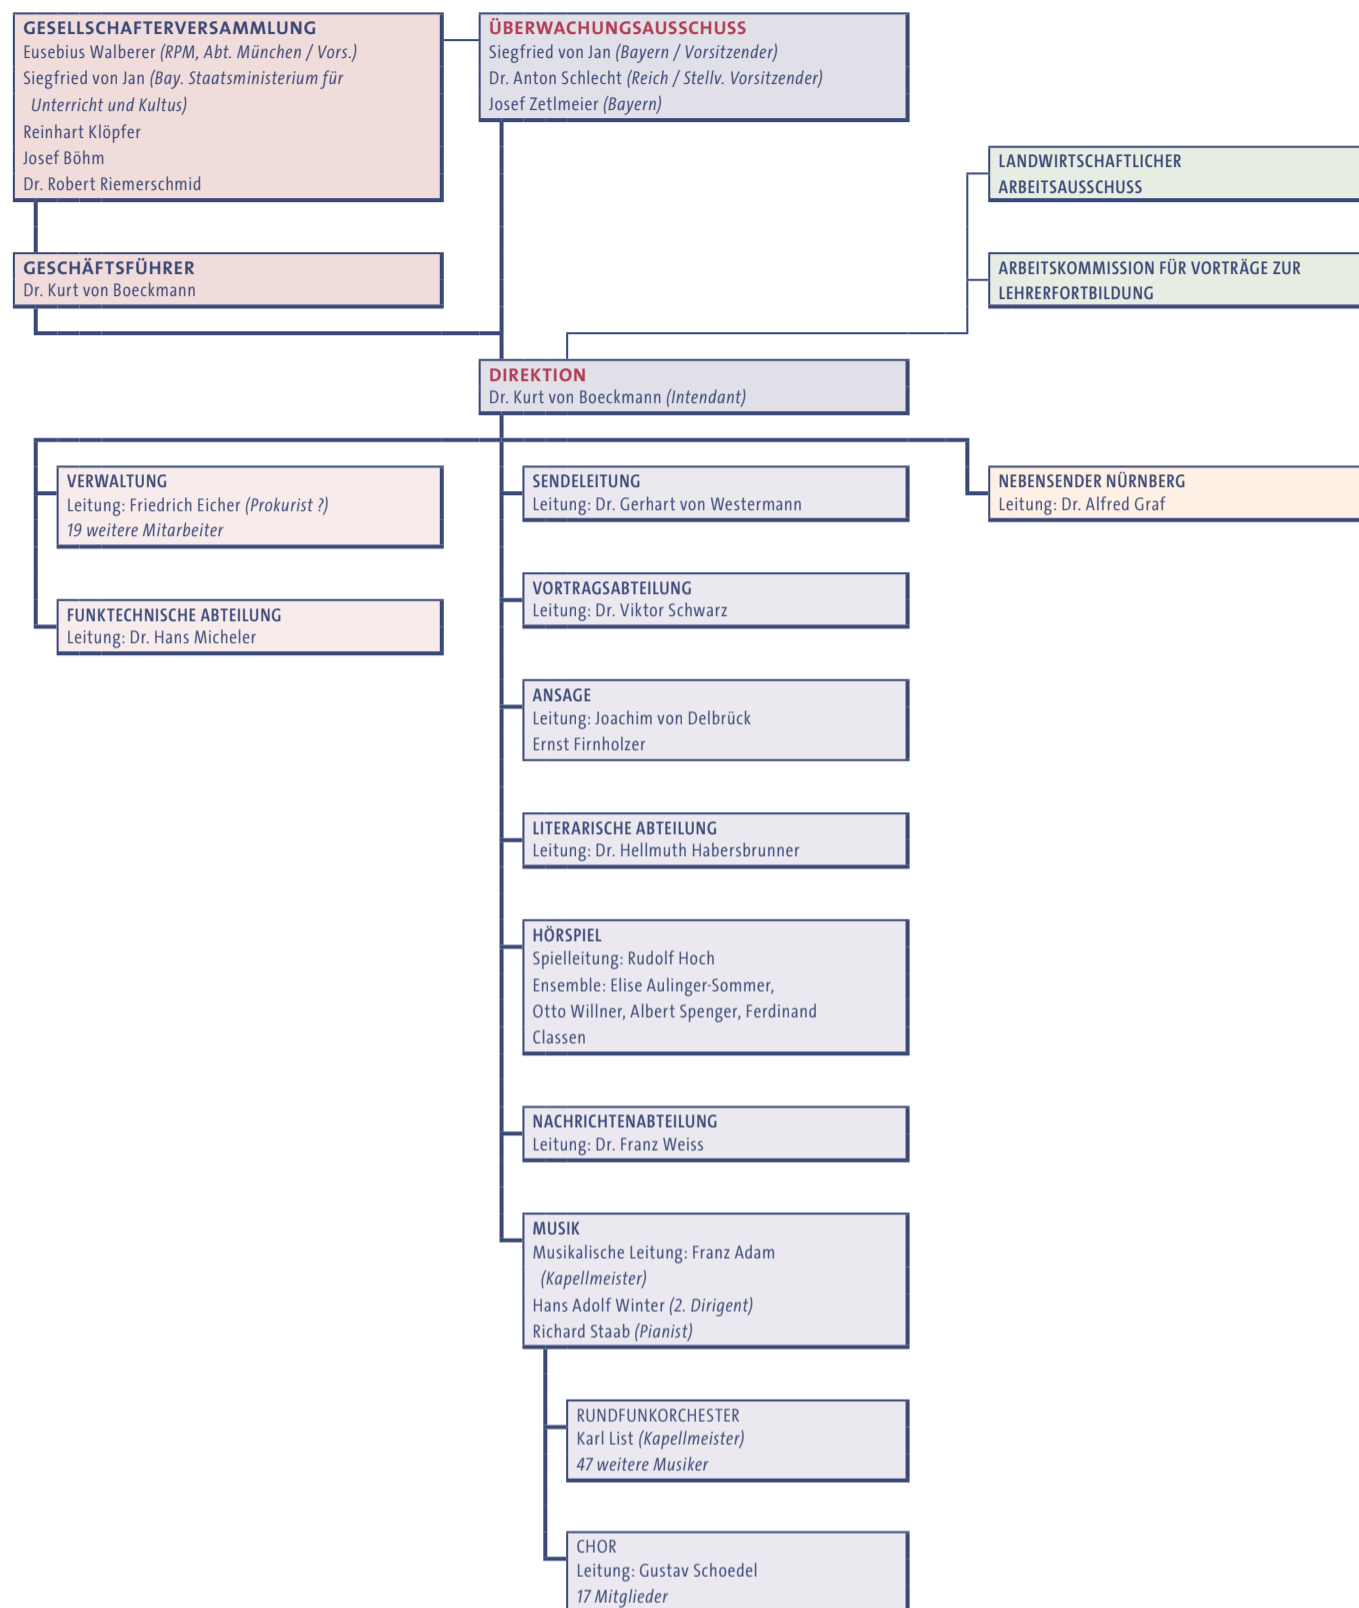 GESELLSCHAFTERVERSAMMLUNG
Eusebius Walberer (RPM, Abt. München / Vors.)
Siegfried von Jan (Bay. Staatsministerium für
Unterricht und Kultus)
Reinhart Klöpfer
Josef Böhm
Dr. Robert Riemerschmid
ÜBERWACHUNGSAUSSCHUSS
Siegfried von Jan (Bayern / Vorsitzender)
Dr. Anton Schlecht (Reich / Stellv. Vorsitzender)
Josef Zetlmeier (Bayern)
LANDWIRTSCHAFTLICHER
ARBEITSAUSSCHUSS
GESCHÄFTSFÜHRER
Dr. Kurt von Boeckmann
ARBEITSKOMMISSION FÜR VORTRÄGE ZUR
LEHRERFORTBILDUNG
DIREKTION
Dr. Kurt von Boeckmann (Intendant)
VERWALTUNG
Leitung: Friedrich Eicher (Prokurist ?)
19 weitere Mitarbeiter
FUNKTECHNISCHE ABTEILUNG
Leitung: Dr. Hans Micheler
SENDELEITUNG
Leitung: Dr. Gerhart von Westermann
NEBENSENDER NÜRNBERG
Leitung: Dr. Alfred Graf
VORTRAGSABTEILUNG
Leitung: Dr. Viktor Schwarz
ANSAGE
Leitung: Joachim von Delbrück
Ernst Firnholzer
LITERARISCHE ABTEILUNG
Leitung: Dr. Hellmuth Habersbrunner
HÖRSPIEL
Spielleitung: Rudolf Hoch
Ensemble: Elise Aulinger-Sommer,
Otto Willner, Albert Spenger, Ferdinand
Classen
NACHRICHTENABTEILUNG
Leitung: Dr. Franz Weiss
MUSIK
Musikalische Leitung: Franz Adam
(Kapellmeister)
Hans Adolf Winter (2. Dirigent)
Richard Staab (Pianist)
RUNDFUNKORCHESTER
Karl List (Kapellmeister)
47 weitere Musiker
CHOR
Leitung: Gustav Schoedel
17 Mitglieder